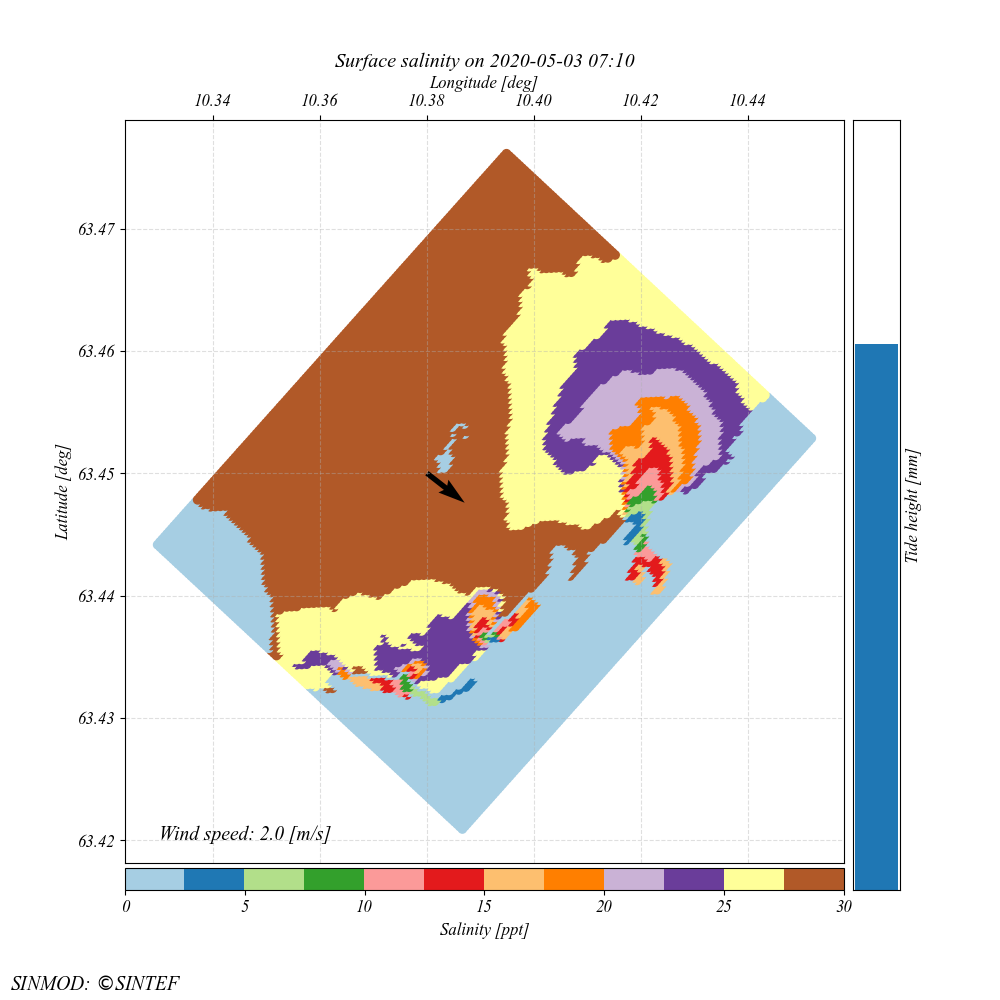 Surface salinity on 2020-05-03 07:10
Longitude [deg]
10.34 10.36 10.38 10.40 10.42 10.44
63.47
63.46
63.45
63.44
63.43
63.42
Latitude [deg]
Tide height [mm]
Wind speed: 2.0 [m/s]
0 5 10 15 20 25 30
Salinity [ppt]
SINMOD: ©SINTEF